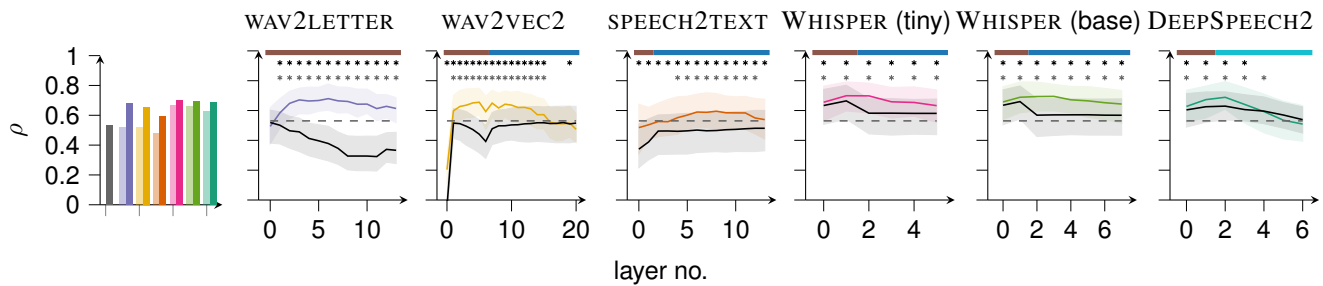 WAV2LETTER WAV2VEC2 SPEECH2TEXT WHISPER (tiny) WHISPER (base) DEEPSPEECH2
1
0.8
0.6
0.4
0.2
0
ρ
0 5 10 0 10 20 0 5 10 0 2 4 0 2 4 6 0 2 4 6
layer no.